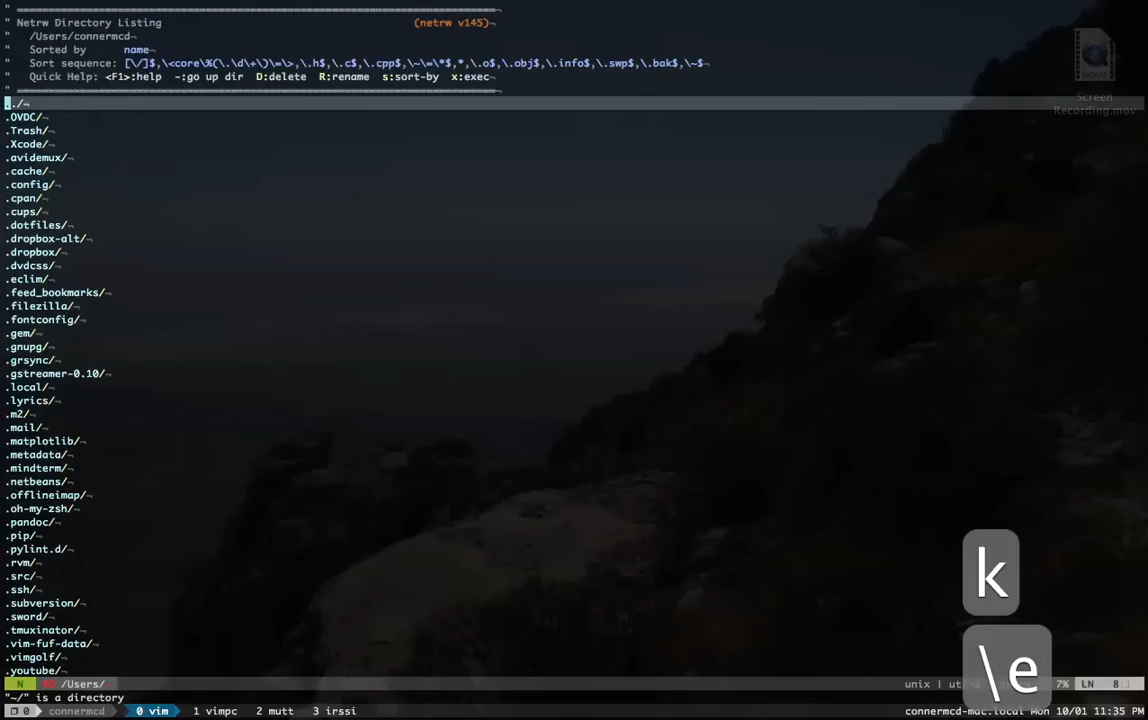 " ============================================================================
" Netrw Directory Listing (netrw v145)¬
" /Users/connermcd¬
" Sorted by name¬
" Sort sequence: [\/]$,\<core\%(\.\d\+\)\=\>,\.h$,\.c$,\.cpp$,\~\=\*$,*,\.o$,\.obj$,\.info$,\.swp$,\.bak$,\~$¬
" Quick Help: <F1>:help -:go up dir D:delete R:rename s:sort-by x:exec¬
" ============================================================================¬
../¬
.OVDC/¬
.Trash/¬
.Xcode/¬
.avidemux/¬
.cache/¬
.config/¬
.cpan/¬
.cups/¬
.dotfiles/¬
.dropbox-alt/¬
.dropbox/¬
.dvdcss/¬
.eclim/¬
.feed_bookmarks/¬
.filezilla/¬
.fontconfig/¬
.gem/¬
.gnupg/¬
.grsync/¬
.gstreamer-0.10/¬
.local/¬
.lyrics/¬
.m2/¬
.mail/¬
.matplotlib/¬
.metadata/¬
.mindterm/¬
.netbeans/¬
.offlineimap/¬
.oh-my-zsh/¬
.pandoc/¬
.pip/¬
.pylint.d/¬
.rvm/¬
.src/¬
.ssh/¬
.subversion/¬
.sword/¬
.tmuxinator/¬
.vim-fuf-data/¬
.vimgolf/¬
.youtube/¬
MOVIE
Screen
Recording.mov
k
\e
N /Users/ unix | 7% LN 8:1
"~/" is a directory
0 connermcd 0 vim 1 vimpc 2 mutt 3 irssi connermcd-mac.local Mon 10/01 11:35 PM